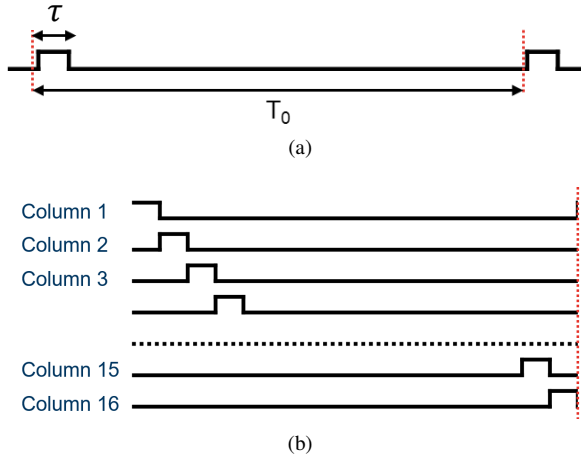 τ
T₀
(a)
Column 1
Column 2
Column 3
Column 15
Column 16
(b)